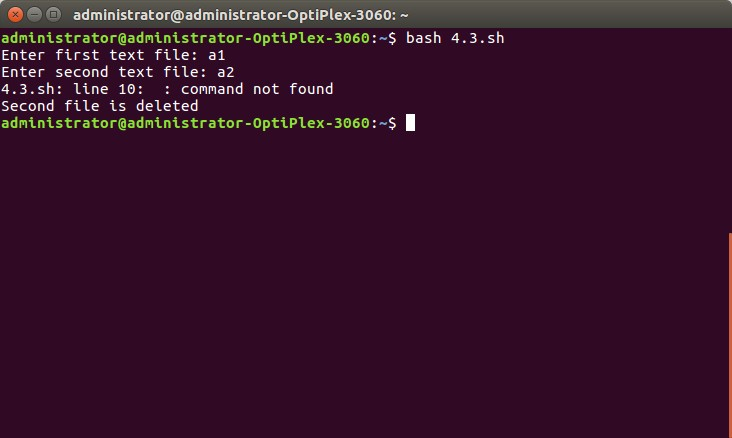 administrator@administrator-OptiPlex-3060: ~
administrator@administrator-OptiPlex-3060:~$ bash 4.3.sh
Enter first text file: a1
Enter second text file: a2
4.3.sh: line 10:  : command not found
Second file is deleted
administrator@administrator-OptiPlex-3060:~$